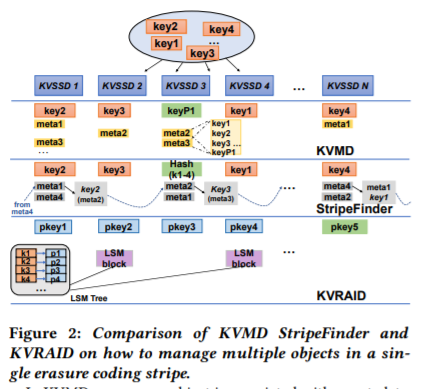 key2 key4
key1 ...
key3
KVSSD 1 KVSSD 2 KVSSD 3 KVSSD 4 ... KVSSD N
key2 key3 keyP1 key1 key4
meta1 meta2 meta2 key1 meta1
meta3 meta3 key2
... key3 ...
keyP1
KVMD
key2 key3 Hash (k1-4) key1 key4
meta1 key2 meta2 Key3 .... meta4 meta1
meta4 (meta2) meta1 (meta3) meta2 key1
from meta4
StripeFinder
pkey1 pkey2 pkey3 pkey4 pkey5
k1 p1 LSM block LSM block ...
k2 p2
k3 p3
k4 p4
...
LSM Tree
KVRAID
Figure 2: Comparison of KVMD StripeFinder and
KVRAID on how to manage multiple objects in a sin-
gle erasure coding stripe.